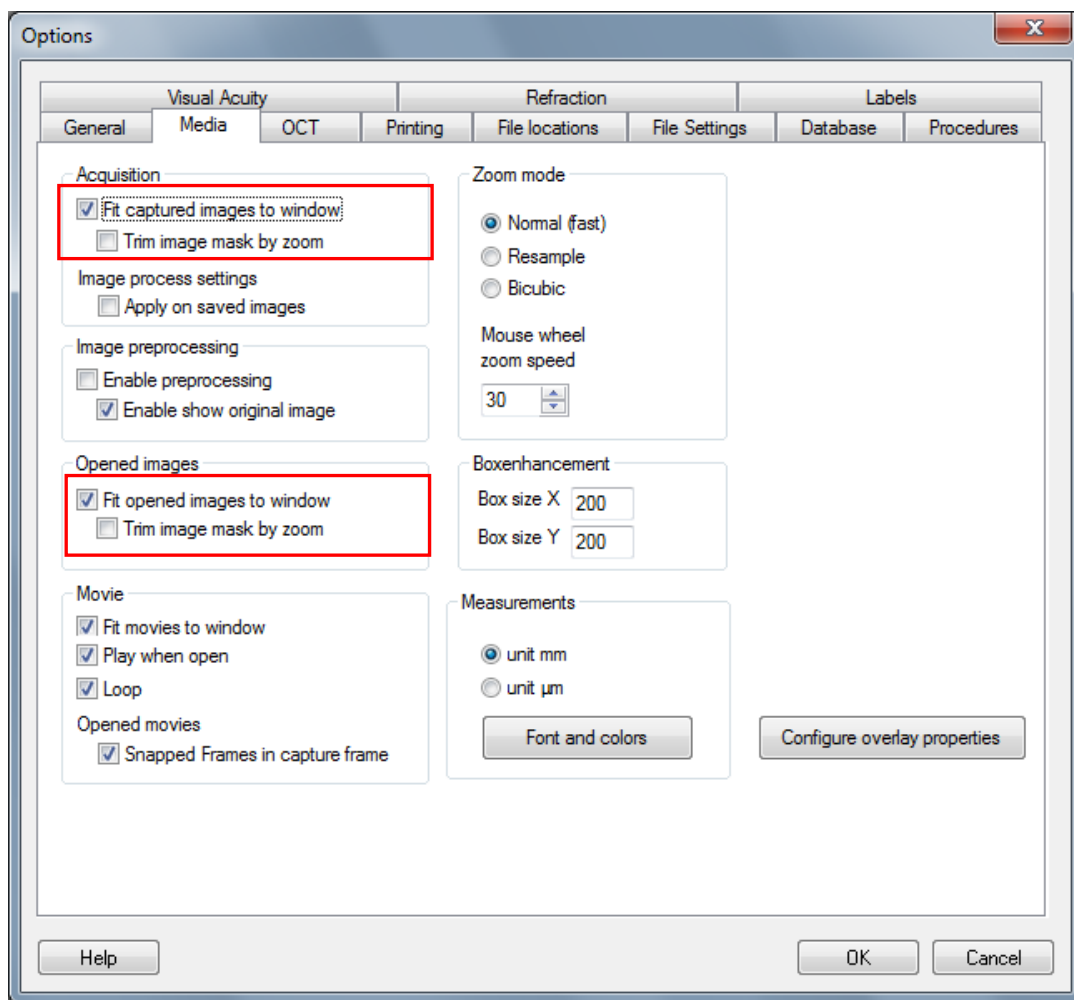 Options
X
Visual Acuity
Refraction
Labels
General
Media
OCT
Printing
File locations
File Settings
Database
Procedures
Acquisition
Fit captured images to window
Trim image mask by zoom
Image process settings
Apply on saved images
Image preprocessing
Enable preprocessing
Enable show original image
Opened images
Fit opened images to window
Trim image mask by zoom
Movie
Fit movies to window
Play when open
Loop
Opened movies
Snapped Frames in capture frame
Zoom mode
Normal (fast)
Resample
Bicubic
Mouse wheel
zoom speed
30
Boxenhancement
Box size X 200
Box size Y 200
Measurements
unit mm
unit µm
Font and colors
Configure overlay properties
Help
OK
Cancel